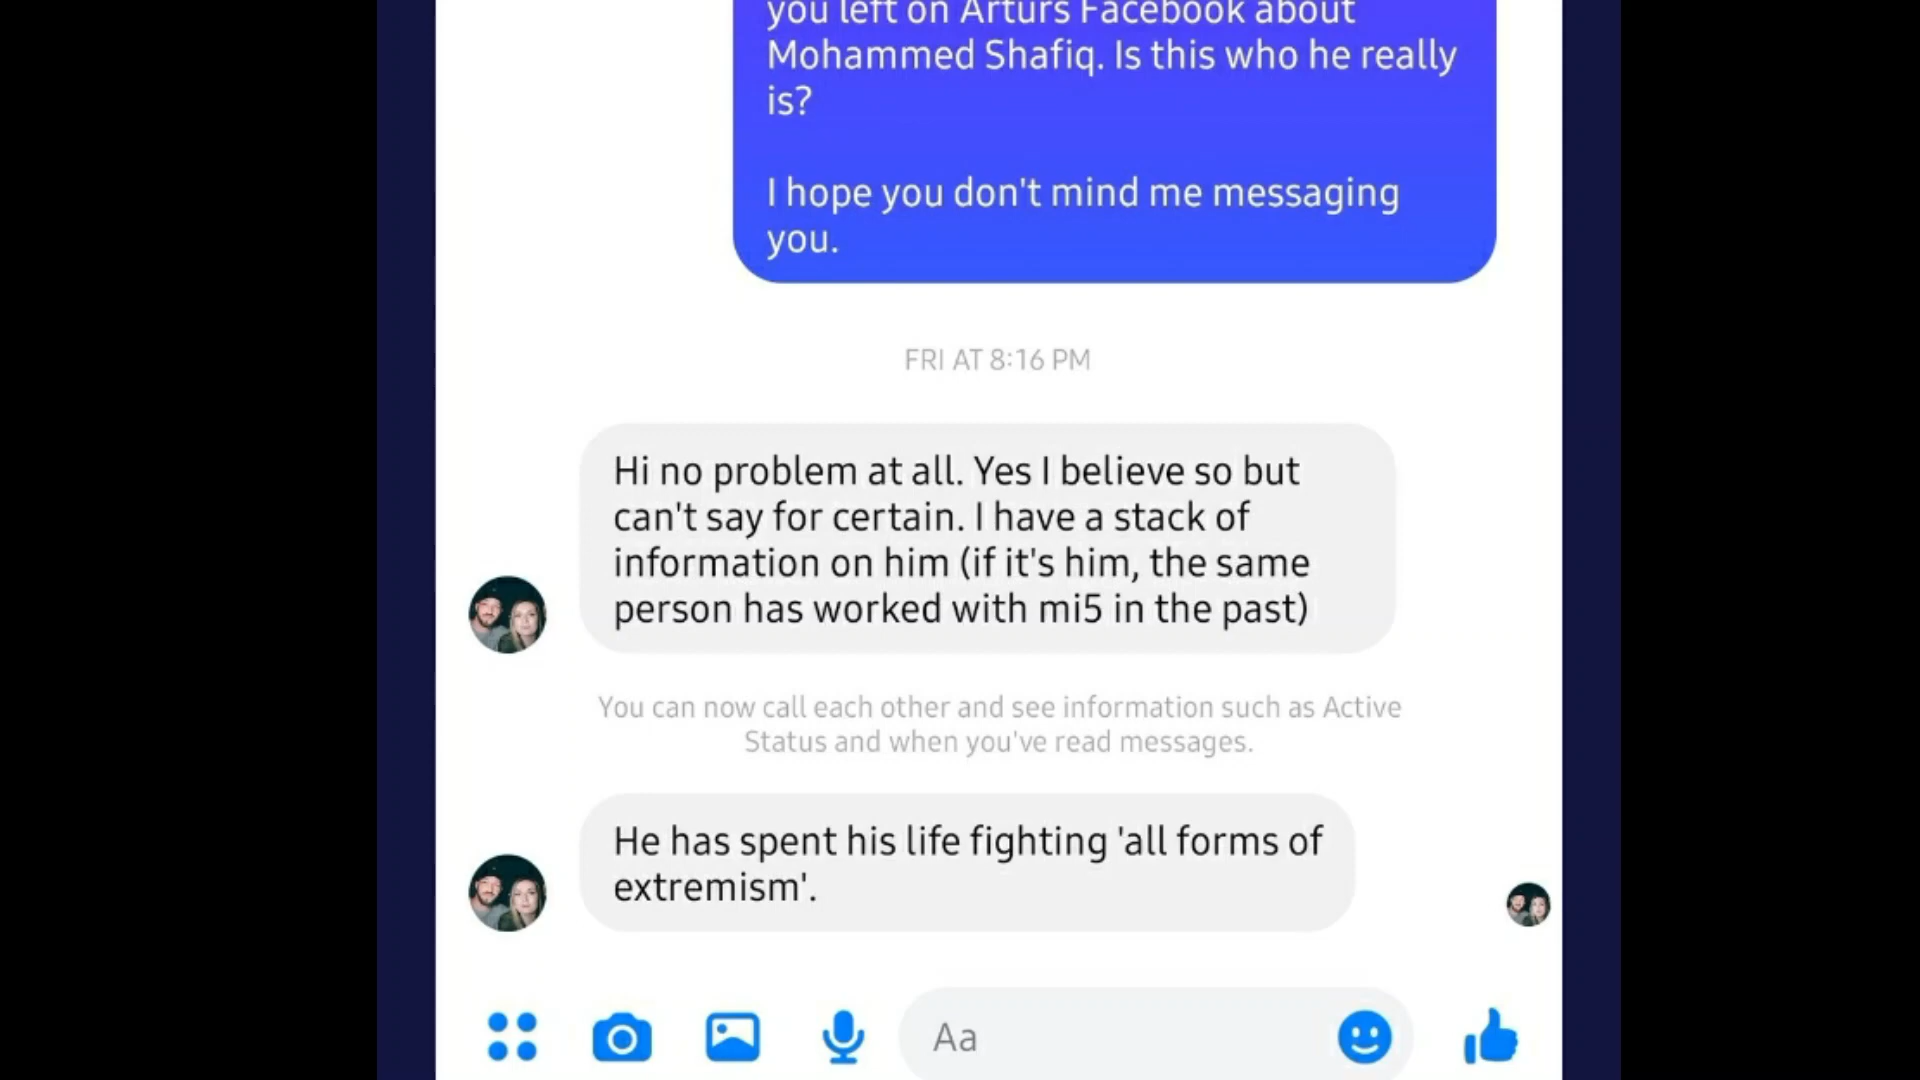 you left on Arturs Facebook about
Mohammed Shafiq. Is this who he really
is?
I hope you don't mind me messaging
you.
FRI AT 8:16 PM
Hi no problem at all. Yes I believe so but
can't say for certain. I have a stack of
information on him (if it's him, the same
person has worked with mi5 in the past)
You can now call each other and see information such as Active
Status and when you've read messages.
He has spent his life fighting 'all forms of
extremism'.
Aa